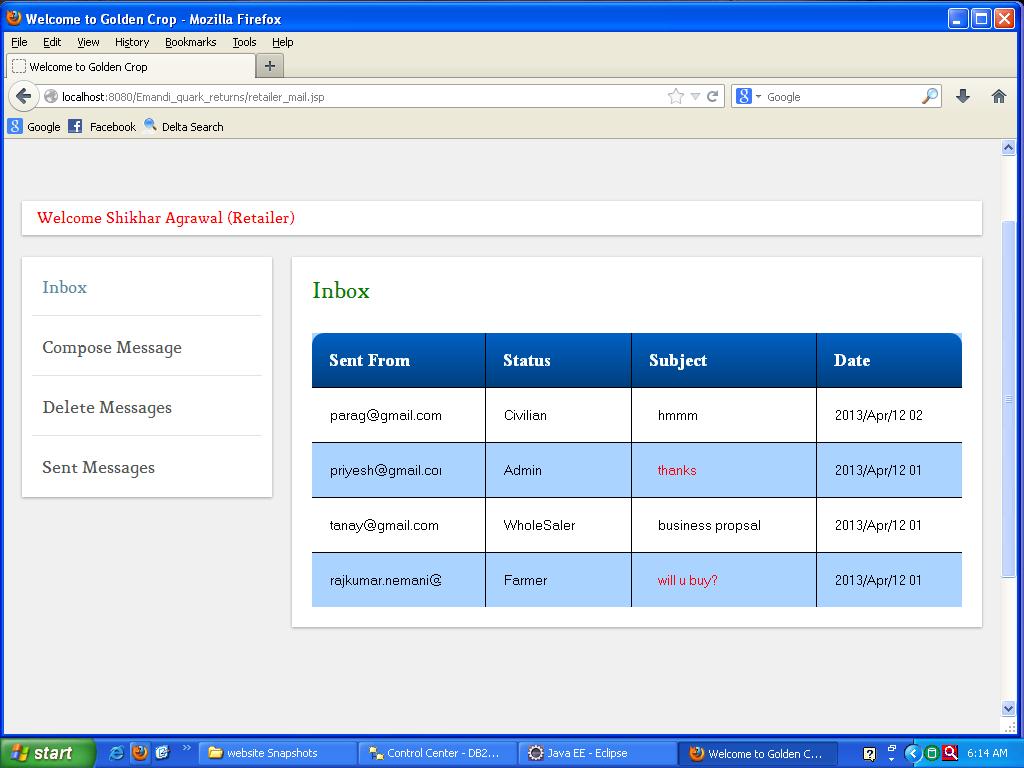 Welcome to Golden Crop - Mozilla Firefox
File Edit View History Bookmarks Tools Help
Welcome to Golden Crop +
localhost:8080/Emandi_quark_returns/retailer_mail.jsp Google
Google Facebook Delta Search
Welcome Shikhar Agrawal (Retailer)
Inbox
Compose Message
Delete Messages
Sent Messages
Inbox
Sent From Status Subject Date
parag@gmail.com Civilian hmmm 2013/Apr/12 02
priyesh@gmail.co Admin thanks 2013/Apr/12 01
tanay@gmail.com WholeSaler business propsal 2013/Apr/12 01
rajkumar.nemani@ Farmer will u buy? 2013/Apr/12 01
start website Snapshots Control Center - DB2... Java EE - Eclipse Welcome to Golden C... 6:14 AM